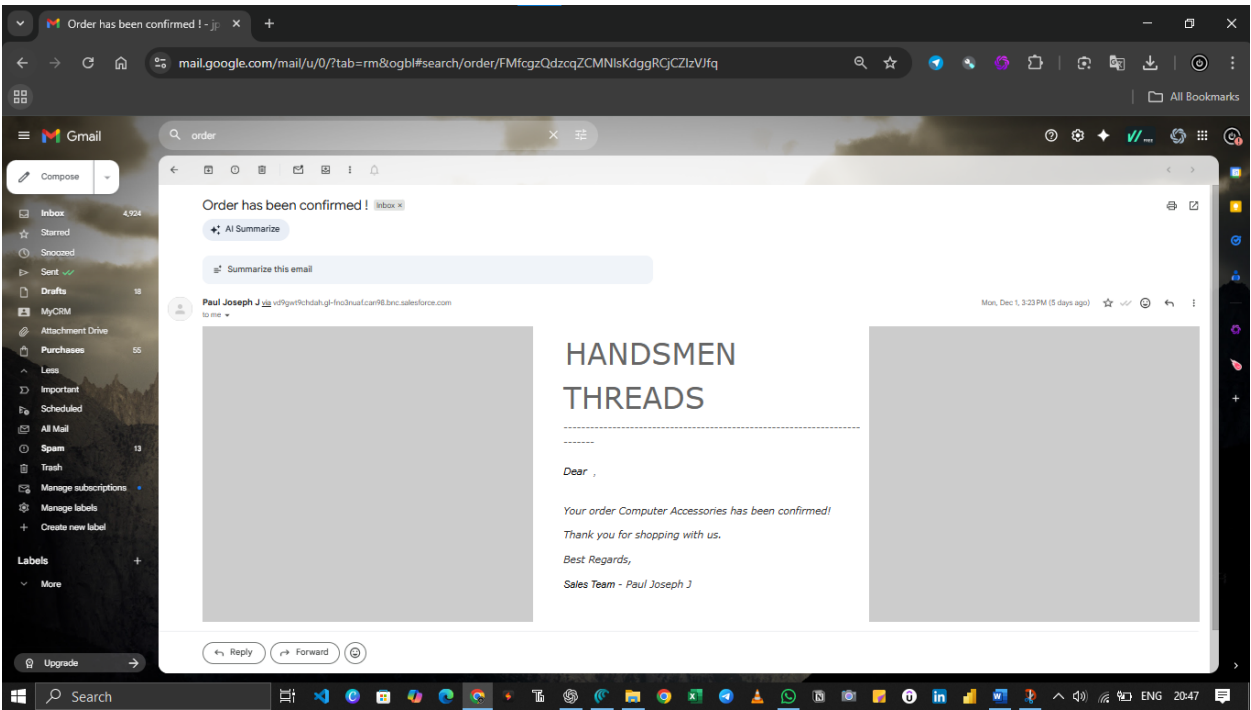 Order has been confirmed ! - jp
mail.google.com/mail/u/0/?tab=rm&ogbl#search/order/FMfcgzQdzcqZCMNlsKdggRCjCZlzVJfq
All Bookmarks
Gmail
order
Compose
Inbox 4,924
Starred
Snoozed
Sent
Drafts 18
MyCRM
Attachment Drive
Purchases 55
Less
Important
Scheduled
All Mail
Spam 13
Trash
Manage subscriptions
Manage labels
Create new label
Labels
More
Upgrade
Order has been confirmed ! Inbox ×
AI Summarize
Summarize this email
Paul Joseph J via vd9gwt9chdah.gl-fno3nuaf.can98.bnc.salesforce.com
Mon, Dec 1, 3:23 PM (5 days ago)
to me
HANDSMEN
THREADS
Dear ,
Your order Computer Accessories has been confirmed!
Thank you for shopping with us.
Best Regards,
Sales Team - Paul Joseph J
Reply Forward
Search
ENG 20:47